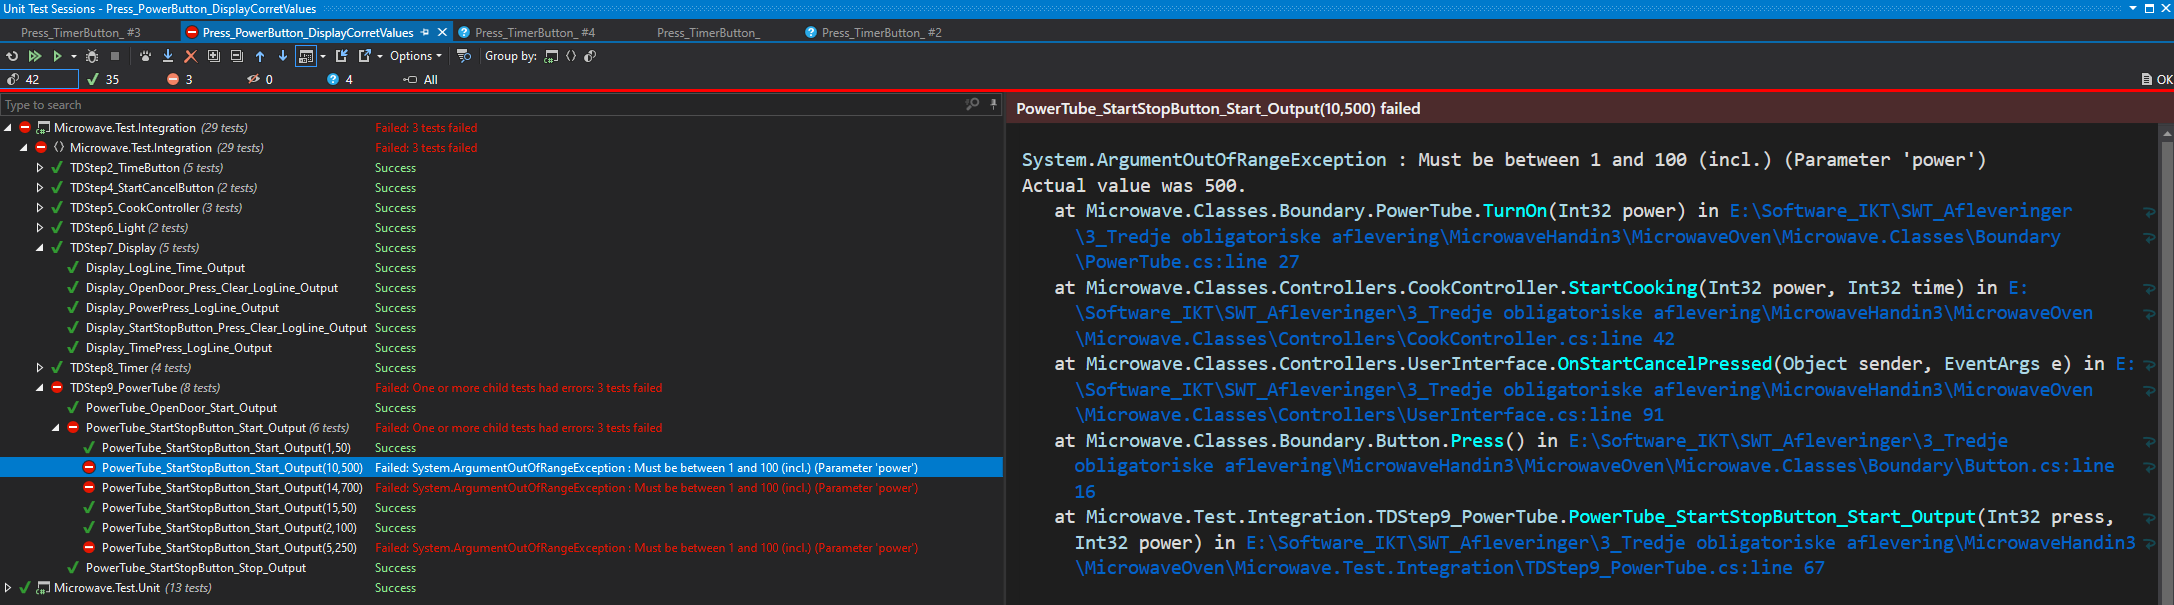 Unit Test Sessions - Press_PowerButton_DisplayCorretValues
Press_TimerButton_ #3
Press_PowerButton_DisplayCorretValues
Press_TimerButton_ #4
Press_TimerButton_
Press_TimerButton_ #2
Options
Group by:
42
35
3
0
4
All
OK
Type to search
Microwave.Test.Integration (29 tests) Failed: 3 tests failed
Microwave.Test.Integration (29 tests) Failed: 3 tests failed
TDStep2_TimeButton (5 tests) Success
TDStep4_StartCancelButton (2 tests) Success
TDStep5_CookController (3 tests) Success
TDStep6_Light (2 tests) Success
TDStep7_Display (5 tests) Success
Display_LogLine_Time_Output Success
Display_OpenDoor_Press_Clear_LogLine_Output Success
Display_PowerPress_LogLine_Output Success
Display_StartStopButton_Press_Clear_LogLine_Output Success
Display_TimePress_LogLine_Output Success
TDStep8_Timer (4 tests) Success
TDStep9_PowerTube (8 tests) Failed: One or more child tests had errors: 3 tests failed
PowerTube_OpenDoor_Start_Output Success
PowerTube_StartStopButton_Start_Output (6 tests) Failed: One or more child tests had errors: 3 tests failed
PowerTube_StartStopButton_Start_Output(1,50) Success
PowerTube_StartStopButton_Start_Output(10,500) Failed: System.ArgumentOutOfRangeException : Must be between 1 and 100 (incl.) (Parameter 'power')
PowerTube_StartStopButton_Start_Output(14,700) Failed: System.ArgumentOutOfRangeException : Must be between 1 and 100 (incl.) (Parameter 'power')
PowerTube_StartStopButton_Start_Output(15,50) Success
PowerTube_StartStopButton_Start_Output(2,100) Success
PowerTube_StartStopButton_Start_Output(5,250) Failed: System.ArgumentOutOfRangeException : Must be between 1 and 100 (incl.) (Parameter 'power')
PowerTube_StartStopButton_Stop_Output Success
Microwave.Test.Unit (13 tests) Success
PowerTube_StartStopButton_Start_Output(10,500) failed
System.ArgumentOutOfRangeException : Must be between 1 and 100 (incl.) (Parameter 'power')
Actual value was 500.
at Microwave.Classes.Boundary.PowerTube.TurnOn(Int32 power) in E:\Software_IKT\SWT_Afleveringer
\3_Tredje obligatoriske aflevering\MicrowaveHandin3\MicrowaveOven\Microwave.Classes\Boundary
\PowerTube.cs:line 27
at Microwave.Classes.Controllers.CookController.StartCooking(Int32 power, Int32 time) in E:
\Software_IKT\SWT_Afleveringer\3_Tredje obligatoriske aflevering\MicrowaveHandin3\MicrowaveOven
\Microwave.Classes\Controllers\CookController.cs:line 42
at Microwave.Classes.Controllers.UserInterface.OnStartCancelPressed(Object sender, EventArgs e) in E:
\Software_IKT\SWT_Afleveringer\3_Tredje obligatoriske aflevering\MicrowaveHandin3\MicrowaveOven
\Microwave.Classes\Controllers\UserInterface.cs:line 91
at Microwave.Classes.Boundary.Button.Press() in E:\Software_IKT\SWT_Afleveringer\3_Tredje
obligatoriske aflevering\MicrowaveHandin3\MicrowaveOven\Microwave.Classes\Boundary\Button.cs:line
16
at Microwave.Test.Integration.TDStep9_PowerTube.PowerTube_StartStopButton_Start_Output(Int32 press,
Int32 power) in E:\Software_IKT\SWT_Afleveringer\3_Tredje obligatoriske aflevering\MicrowaveHandin3
\MicrowaveOven\Microwave.Test.Integration\TDStep9_PowerTube.cs:line 67